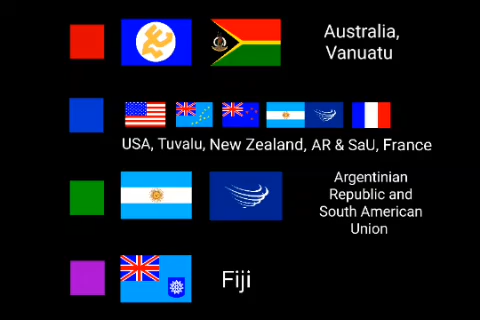 Australia,
Vanuatu
USA, Tuvalu, New Zealand, AR & SaU, France
Argentinian
Republic and
South American
Union
Fiji